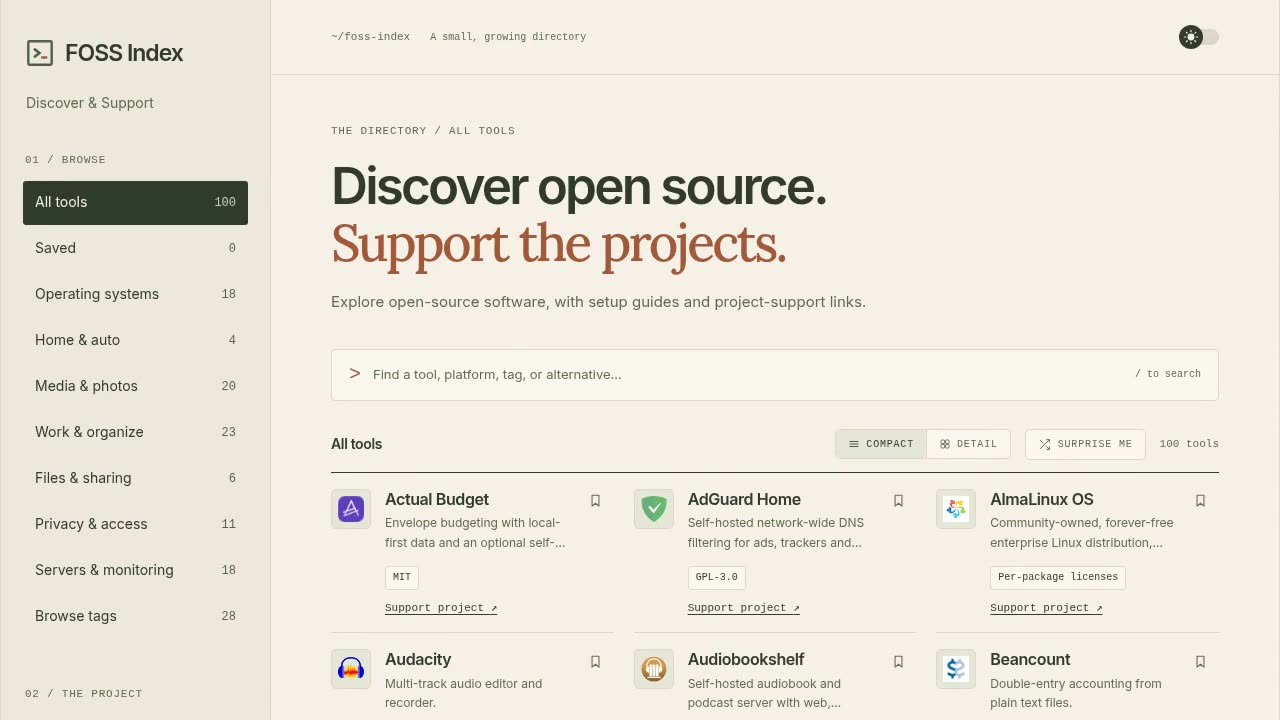 FOSS Index
Discover & Support
01 / BROWSE
All tools 100
Saved 0
Operating systems 18
Home & auto 4
Media & photos 20
Work & organize 23
Files & sharing 6
Privacy & access 11
Servers & monitoring 18
Browse tags 28
02 / THE PROJECT
~/foss-index A small, growing directory
THE DIRECTORY / ALL TOOLS
Discover open source.
Support the projects.
Explore open-source software, with setup guides and project-support links.
> Find a tool, platform, tag, or alternative... / to search
All tools COMPACT DETAIL SURPRISE ME 100 tools
Actual Budget
Envelope budgeting with local-
first data and an optional self-...
MIT
Support project ↗
AdGuard Home
Self-hosted network-wide DNS
filtering for ads, trackers and...
GPL-3.0
Support project ↗
AlmaLinux OS
Community-owned, forever-free
enterprise Linux distribution,...
Per-package licenses
Support project ↗
Audacity
Multi-track audio editor and
recorder.
Audiobookshelf
Self-hosted audiobook and
podcast server with web,...
Beancount
Double-entry accounting from
plain text files.